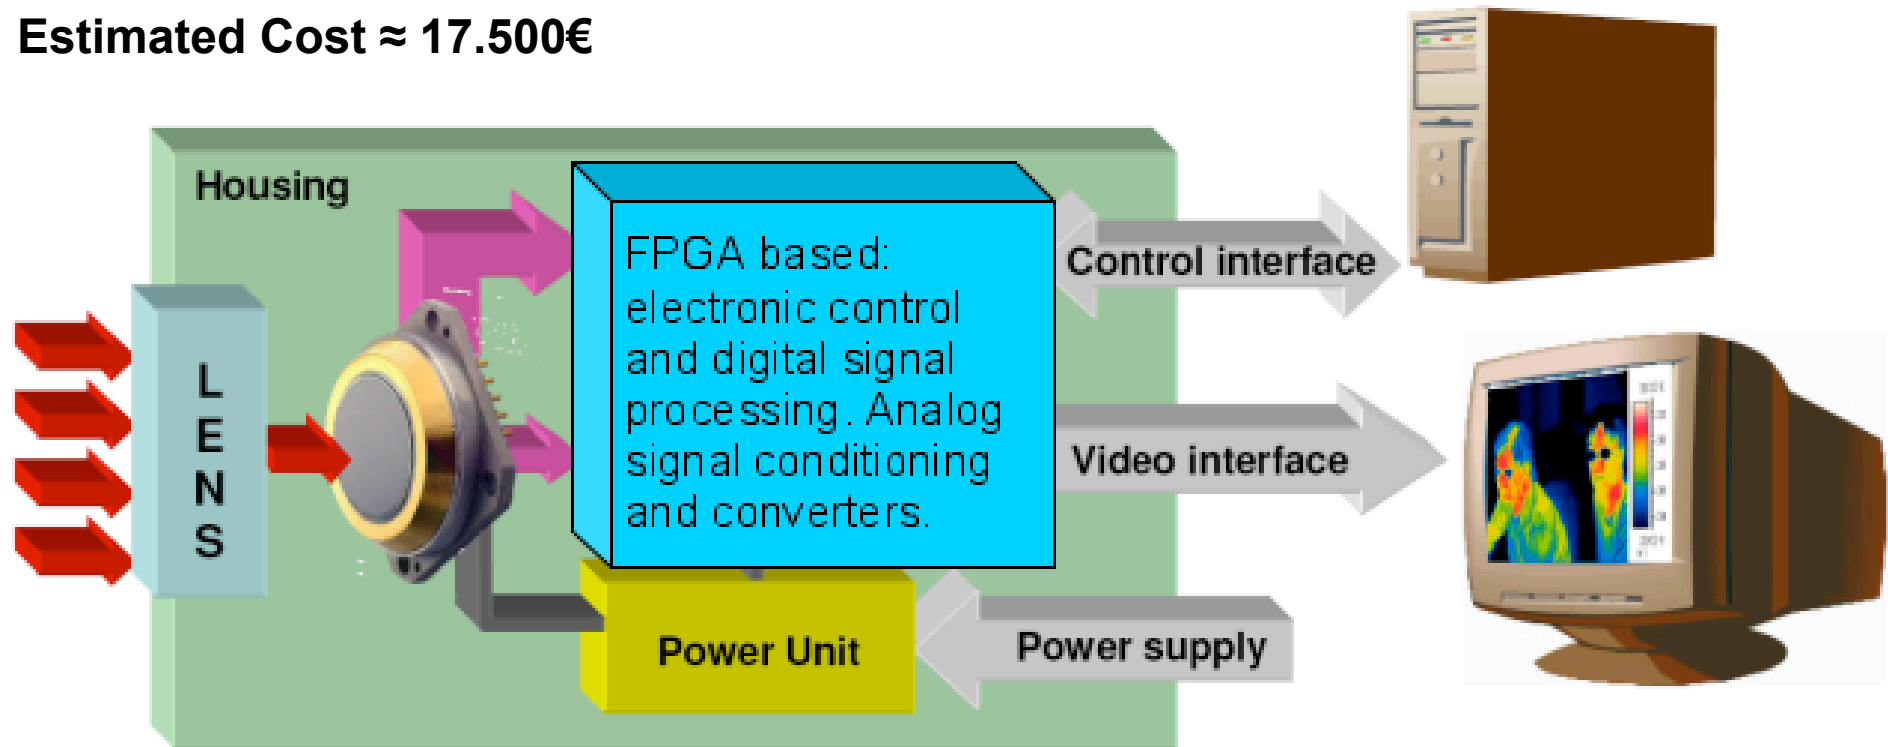 Estimated Cost ≈ 17.500€
Housing
L
E
N
S
FPGA based:
electronic control
and digital signal
processing. Analog
signal conditioning
and converters.
Control interface
Video interface
Power Unit
Power supply